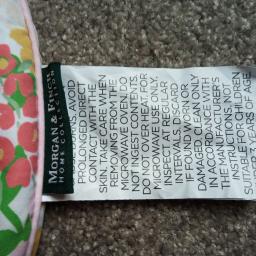 MORGAN & FINCH
HOME COLLECTION
BURNS. AVOID
DIRECT
CONTACT WITH THE
SKIN. TAKE CARE WHEN
REMOVING FROM THE
MICROWAVE OVEN. DO
NOT INGEST CONTENTS.
DO NOT OVER HEAT. FOR
MICROWAVE USE ONLY.
INSPECT AT REGULAR
INTERVALS. DISCARD
IF FOUND WORN OR
DAMAGED. ONLY USE
IN ACCORDANCE WITH
THE MANUFACTURER'S
INSTRUCTIONS. NOT
SUITABLE FOR CHILDREN
UNDER 3 YEARS OF AGE.